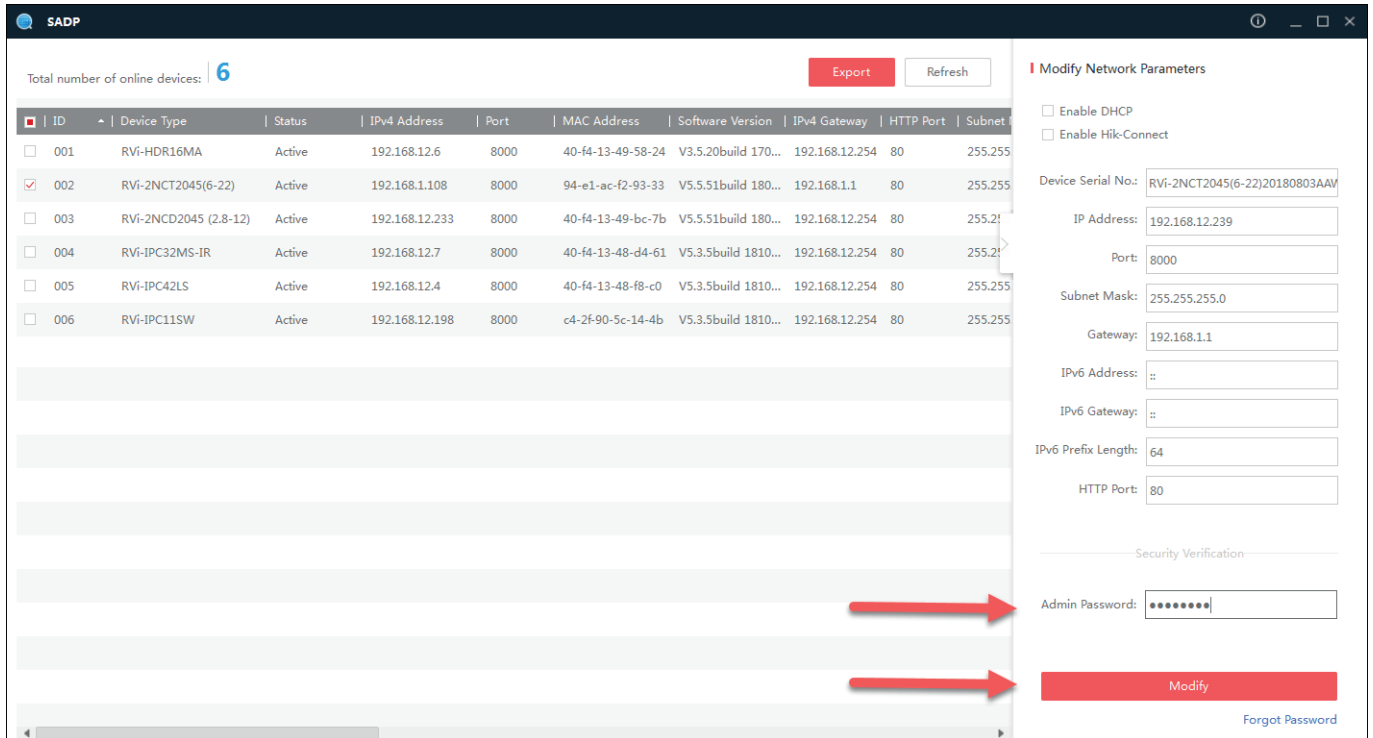 SADP
Total number of online devices: 6
Export
Refresh
ID Device Type Status IPv4 Address Port MAC Address Software Version IPv4 Gateway HTTP Port Subnet
001 RVi-HDR16MA Active 192.168.12.6 8000 40-f4-13-49-58-24 V3.5.20build 170... 192.168.12.254 80 255.255
002 RVi-2NCT2045(6-22) Active 192.168.1.108 8000 94-e1-ac-f2-93-33 V5.5.51build 180... 192.168.1.1 80 255.255
003 RVi-2NCD2045 (2.8-12) Active 192.168.12.233 8000 40-f4-13-49-bc-7b V5.5.51build 180... 192.168.12.254 80 255.25
004 RVi-IPC32MS-IR Active 192.168.12.7 8000 40-f4-13-48-d4-61 V5.3.5build 1810... 192.168.12.254 80 255.25
005 RVi-IPC42LS Active 192.168.12.4 8000 40-f4-13-48-f8-c0 V5.3.5build 1810... 192.168.12.254 80 255.255
006 RVi-IPC11SW Active 192.168.12.198 8000 c4-2f-90-5c-14-4b V5.3.5build 1810... 192.168.12.254 80 255.255
Modify Network Parameters
Enable DHCP
Enable Hik-Connect
Device Serial No.: RVi-2NCT2045(6-22)20180803AAW
IP Address: 192.168.12.239
Port: 8000
Subnet Mask: 255.255.255.0
Gateway: 192.168.1.1
IPv6 Address: ::
IPv6 Gateway: ::
IPv6 Prefix Length: 64
HTTP Port: 80
Security Verification
Admin Password: ●●●●●●●●
Modify
Forgot Password